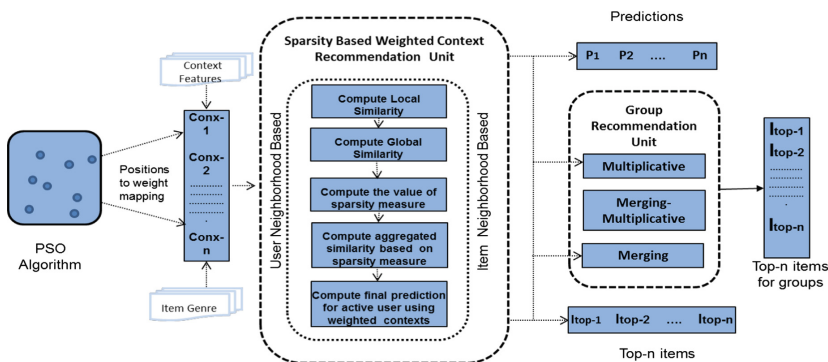 Predictions
P1 P2 .... Pn
Sparsity Based Weighted Context
Recommendation Unit
Context
Features
Conx-
1
Conx-
2
..........
..........
.
Conx-
n
Item Genre
Positions
to weight
mapping
PSO
Algorithm
User Neighborhood Based
Compute Local
Similarity
Compute Global
Similarity
Compute the value of
sparsity measure
Compute aggregated
similarity based on
sparsity measure
Compute final prediction
for active user using
weighted contexts
Item Neighborhood Based
Group
Recommendation
Unit
Multiplicative
Merging-
Multiplicative
Merging
Itop-1
Itop-2
..........
..........
..........
.
Itop-n
Top-n items
for groups
Itop-1 Itop-2 .... Itop-n
Top-n items